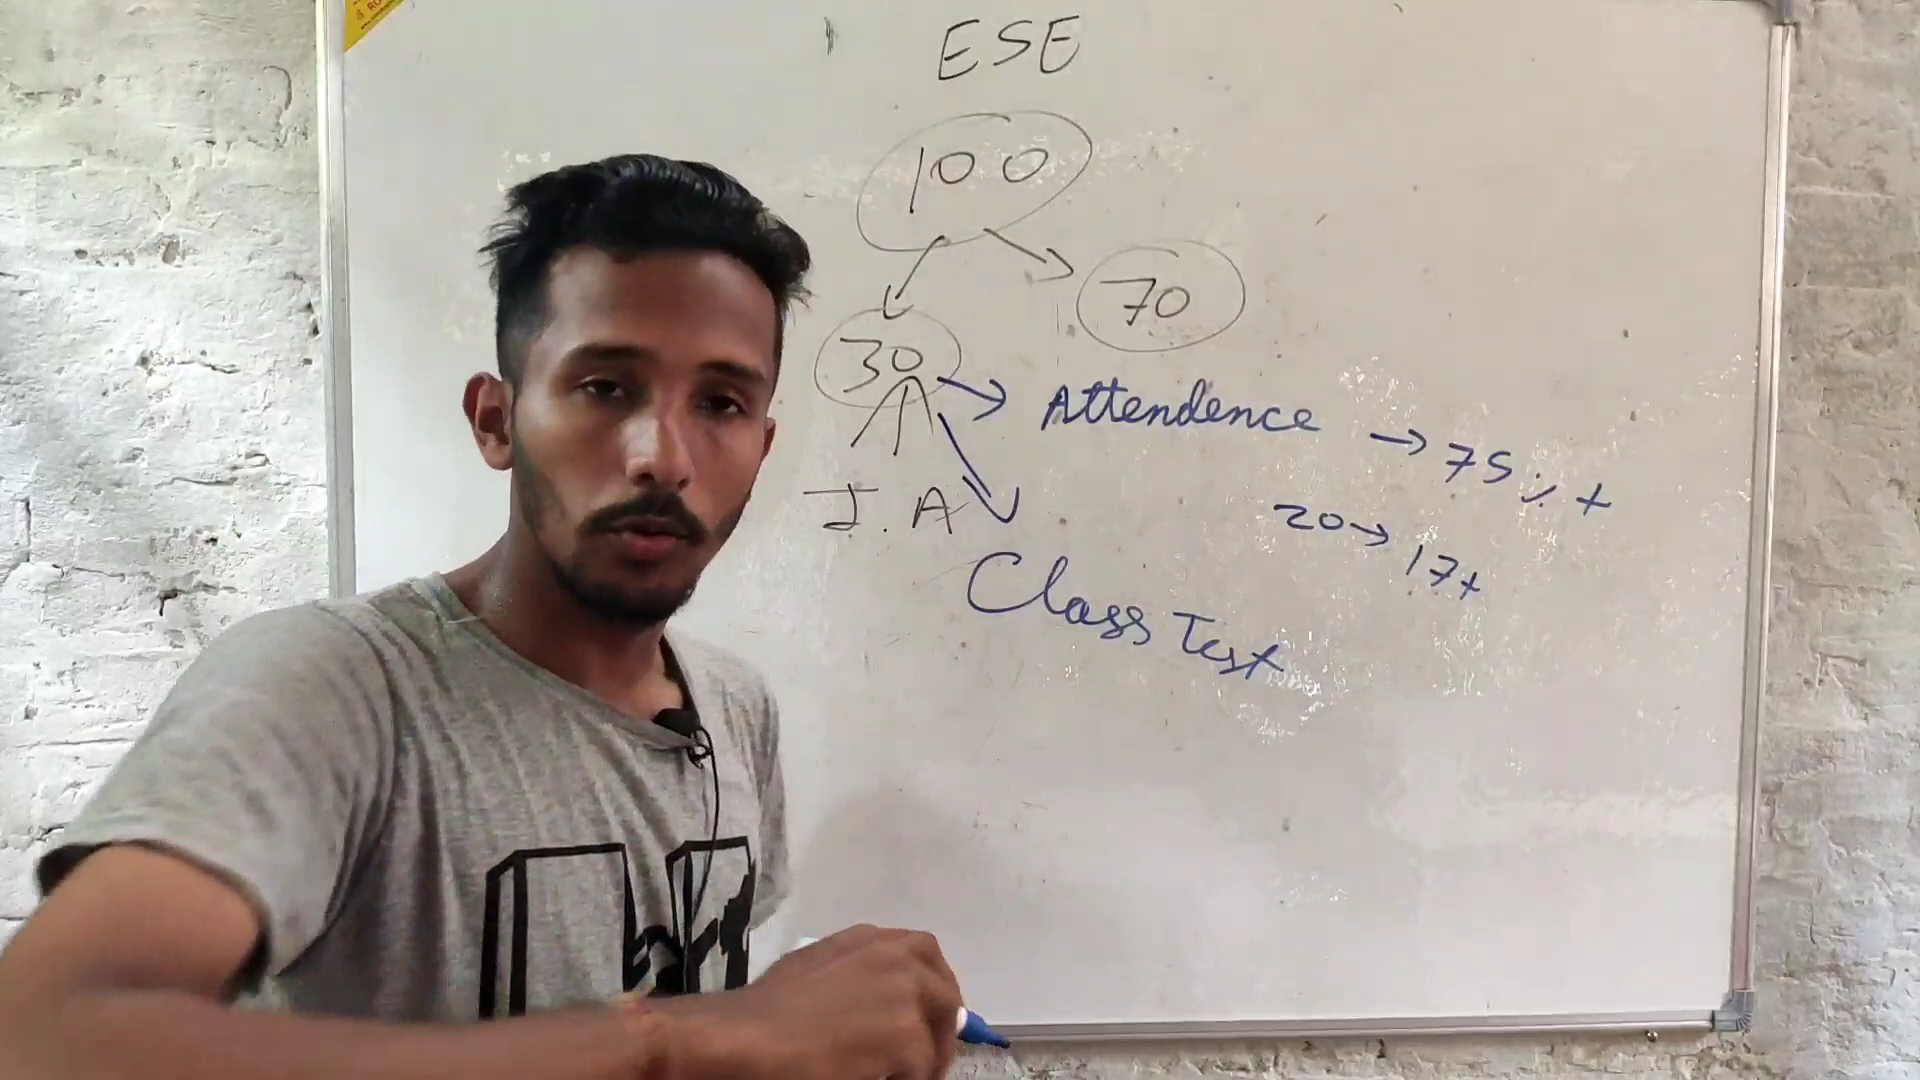 ESE
100
70
30
Attendence → 75% +
I.A
20 → 17+
Class Test